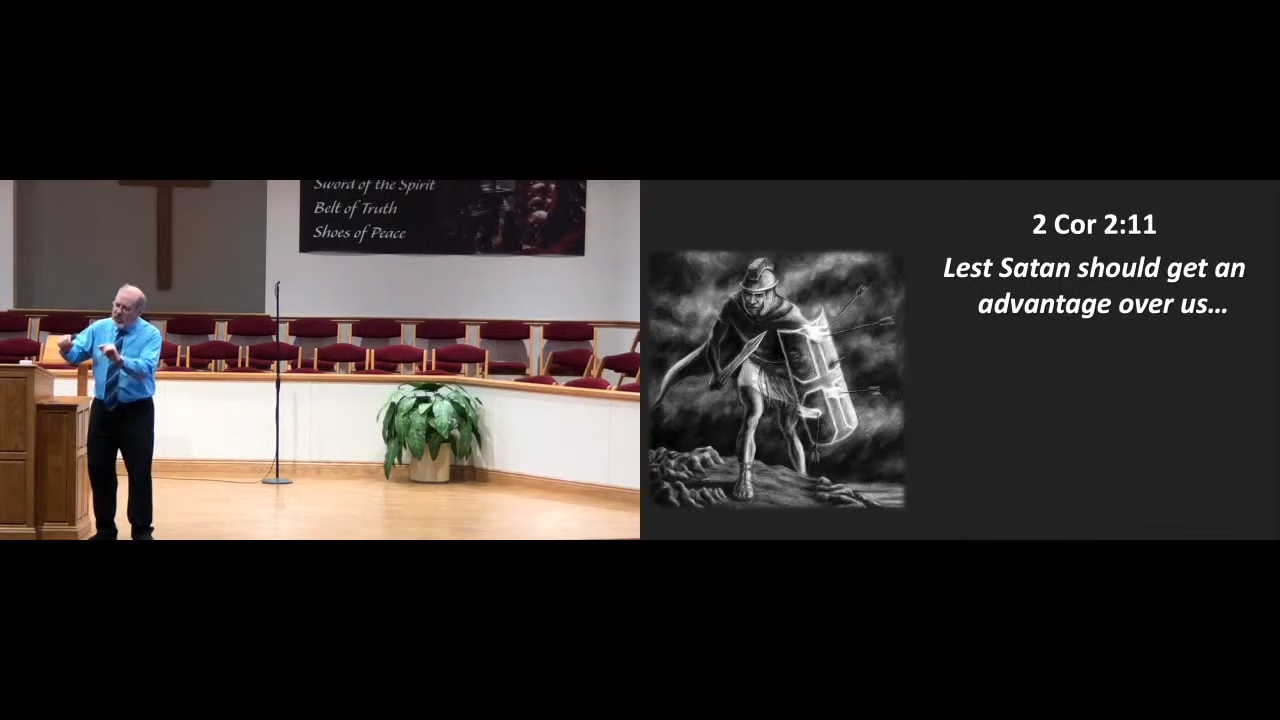 Sword of the Spirit
Belt of Truth
Shoes of Peace
2 Cor 2:11
Lest Satan should get an
advantage over us...